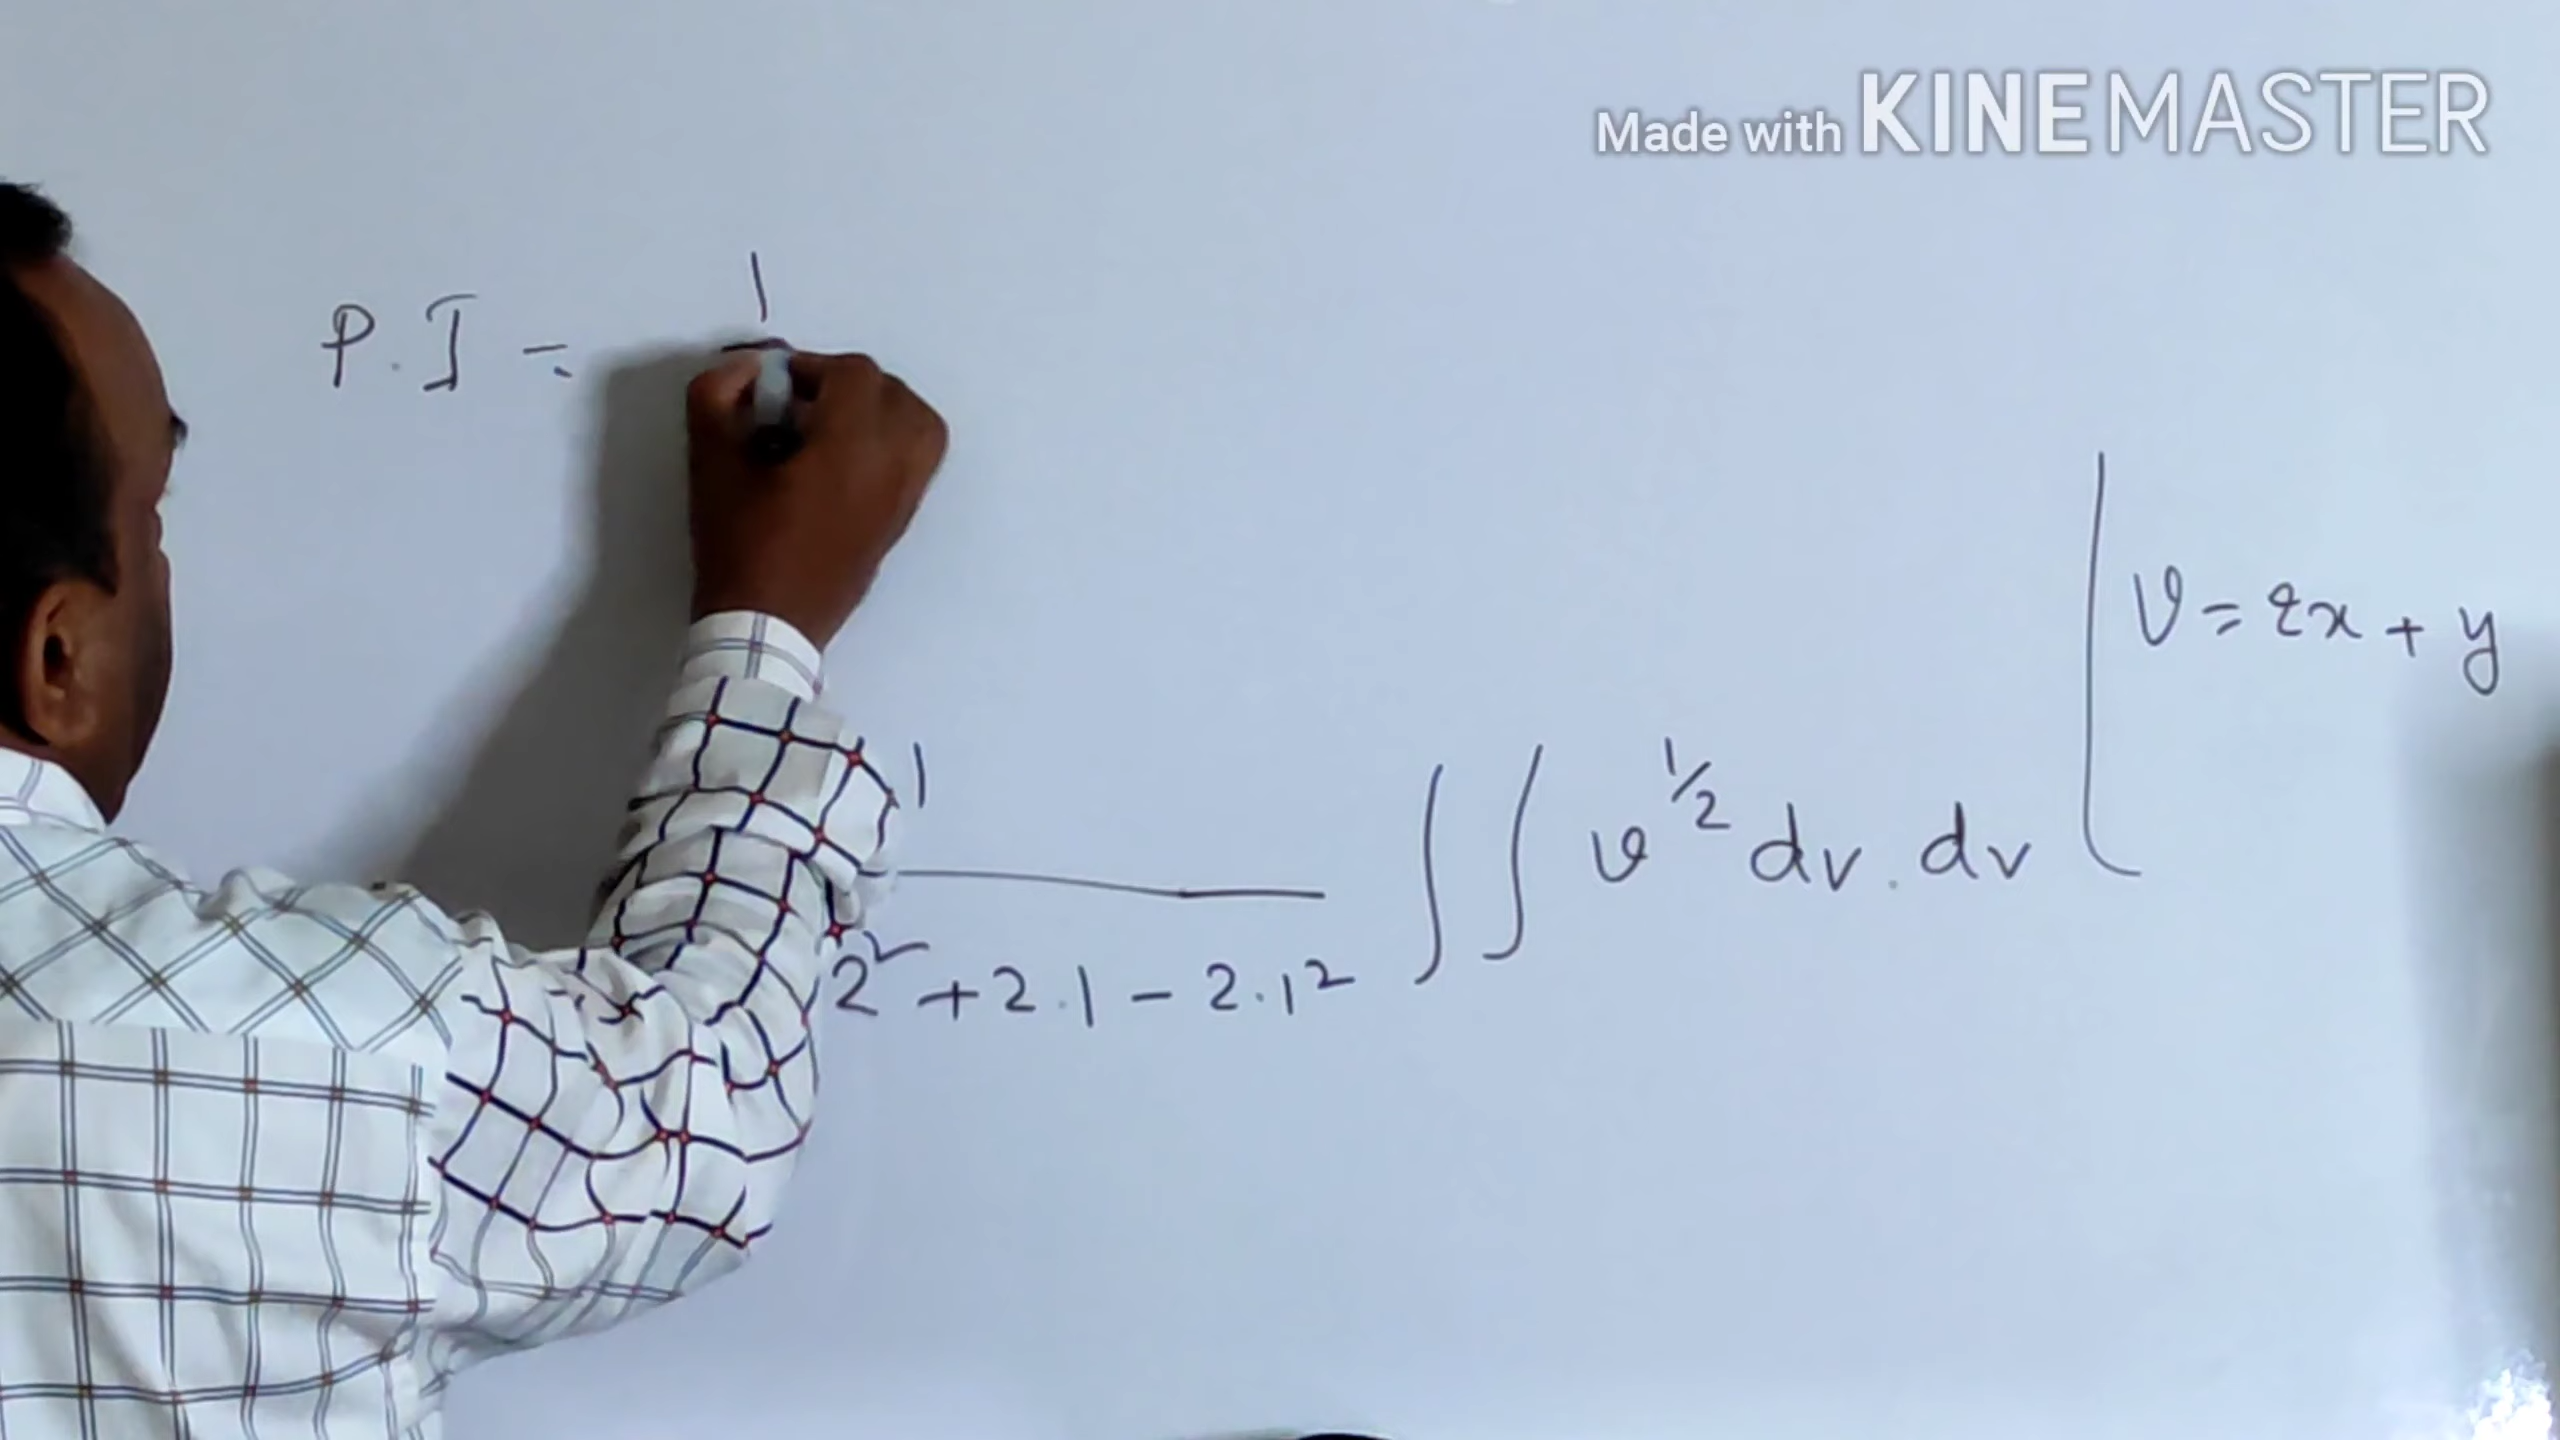 Made with KINEMASTER
P.I = 1
V = 2x + y
1
2² + 2.1 - 2.1² ∫∫ v^1/2 dv.dv